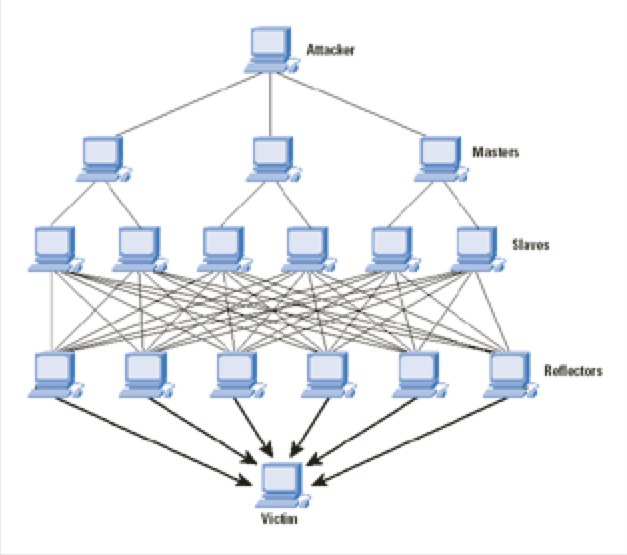 Attacker
Masters
Slaves
Reflectors
Victim